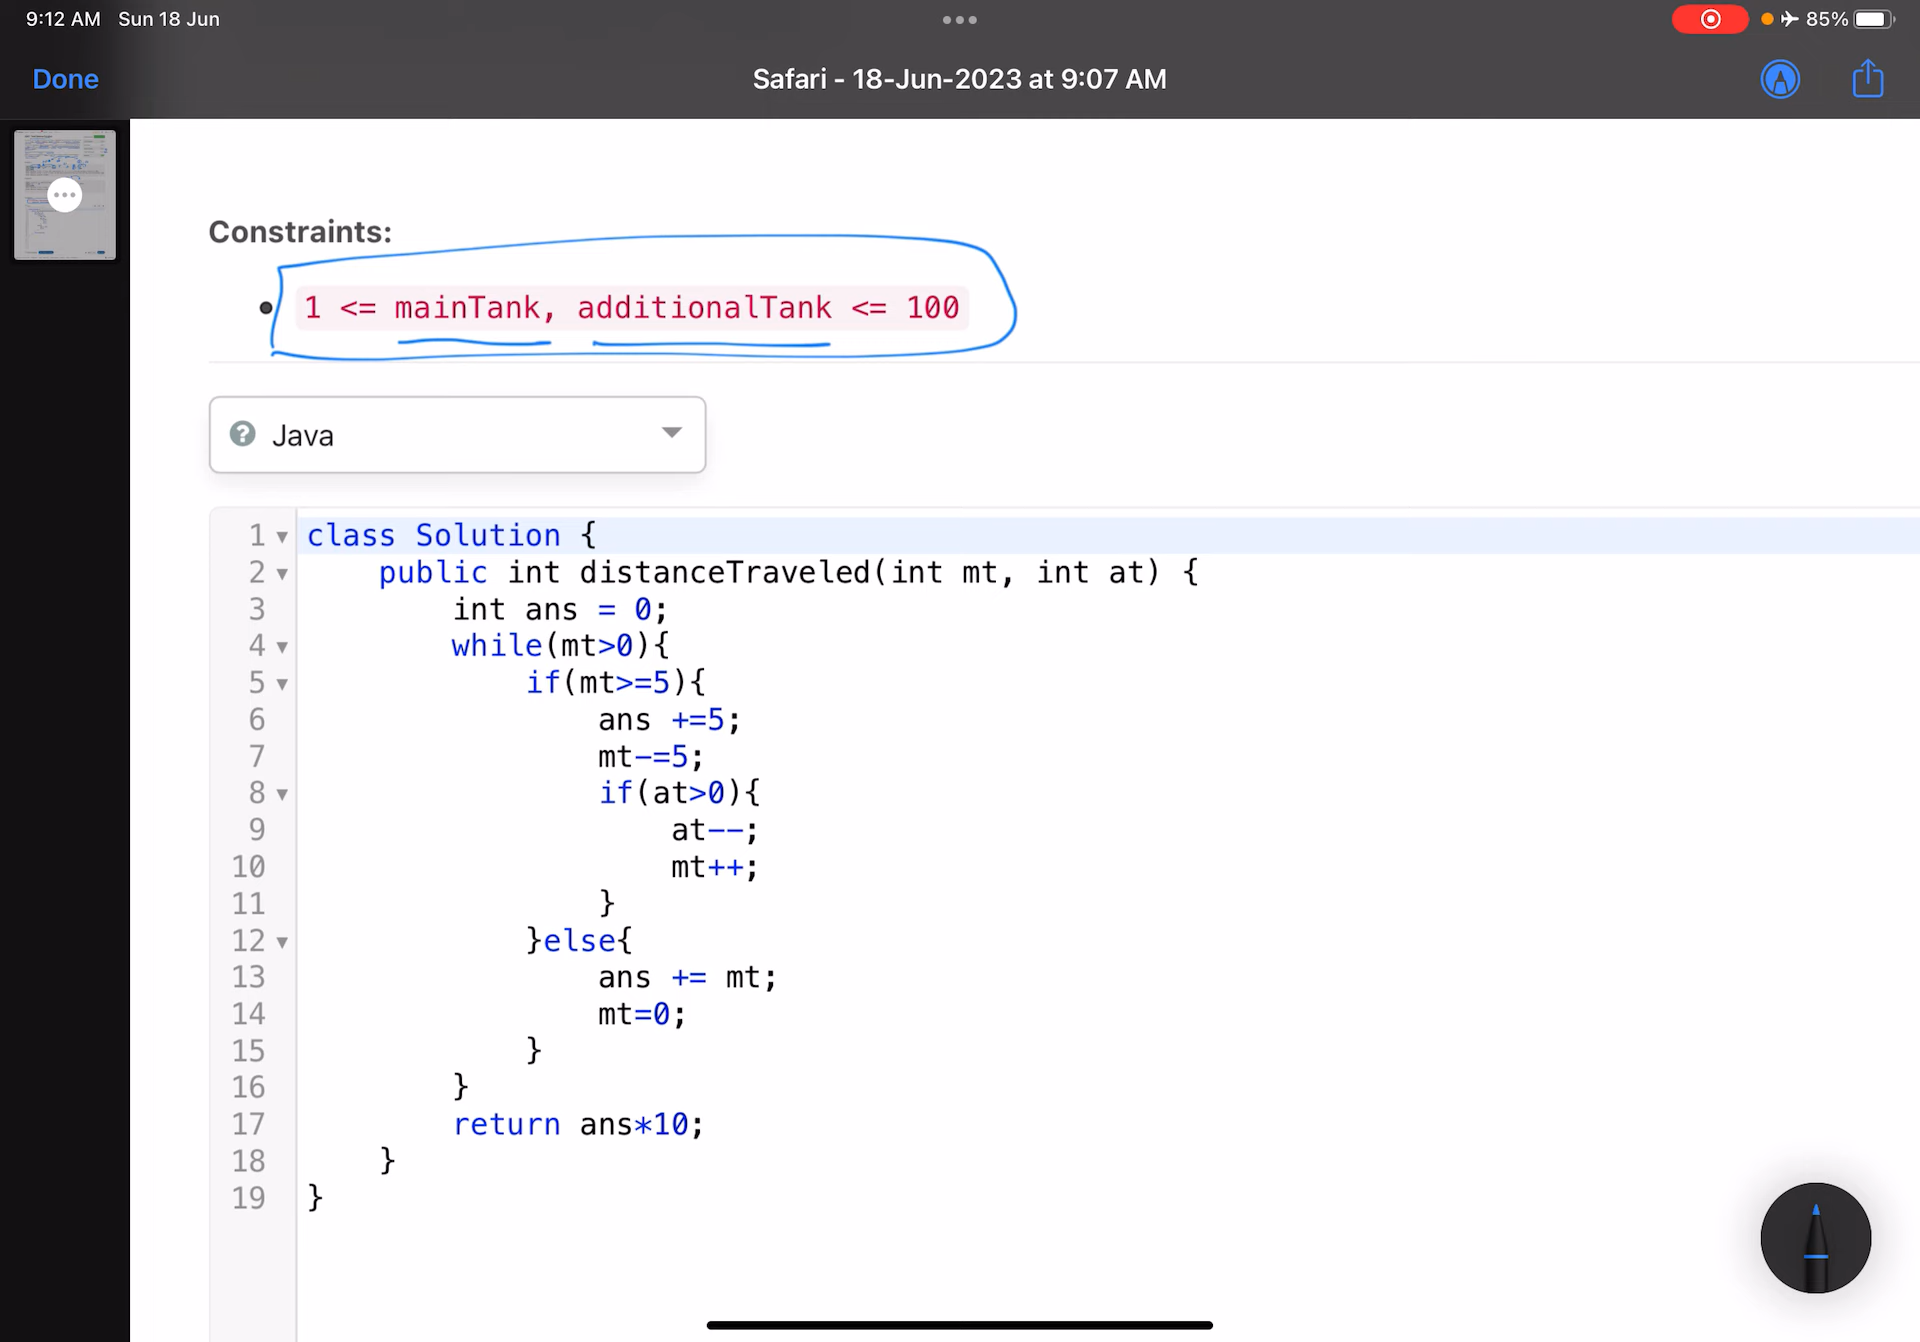 9:12 AM Sun 18 Jun
85%
Done
Safari - 18-Jun-2023 at 9:07 AM
Constraints:
1 <= mainTank, additionalTank <= 100
Java
1 class Solution {
2 public int distanceTraveled(int mt, int at) {
3 int ans = 0;
4 while(mt>0){
5 if(mt>=5){
6 ans +=5;
7 mt-=5;
8 if(at>0){
9 at--;
10 mt++;
11 }
12 }else{
13 ans += mt;
14 mt=0;
15 }
16 }
17 return ans*10;
18 }
19 }